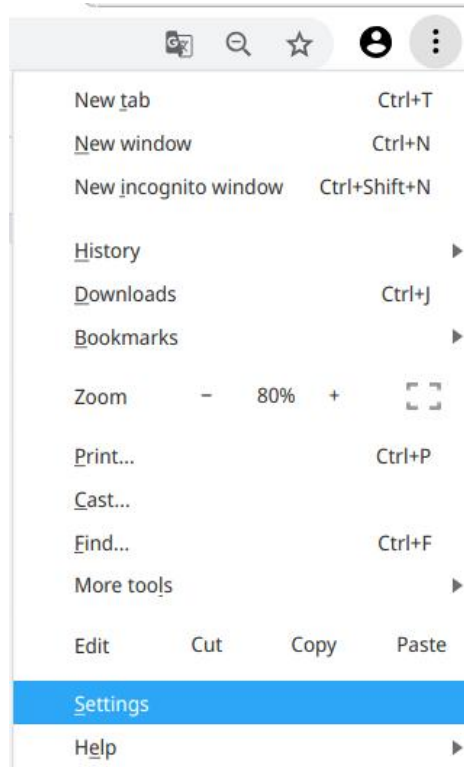 New tab Ctrl+T
New window Ctrl+N
New incognito window Ctrl+Shift+N
History
Downloads Ctrl+J
Bookmarks
Zoom − 80% +
Print... Ctrl+P
Cast...
Find... Ctrl+F
More tools
Edit Cut Copy Paste
Settings
Help